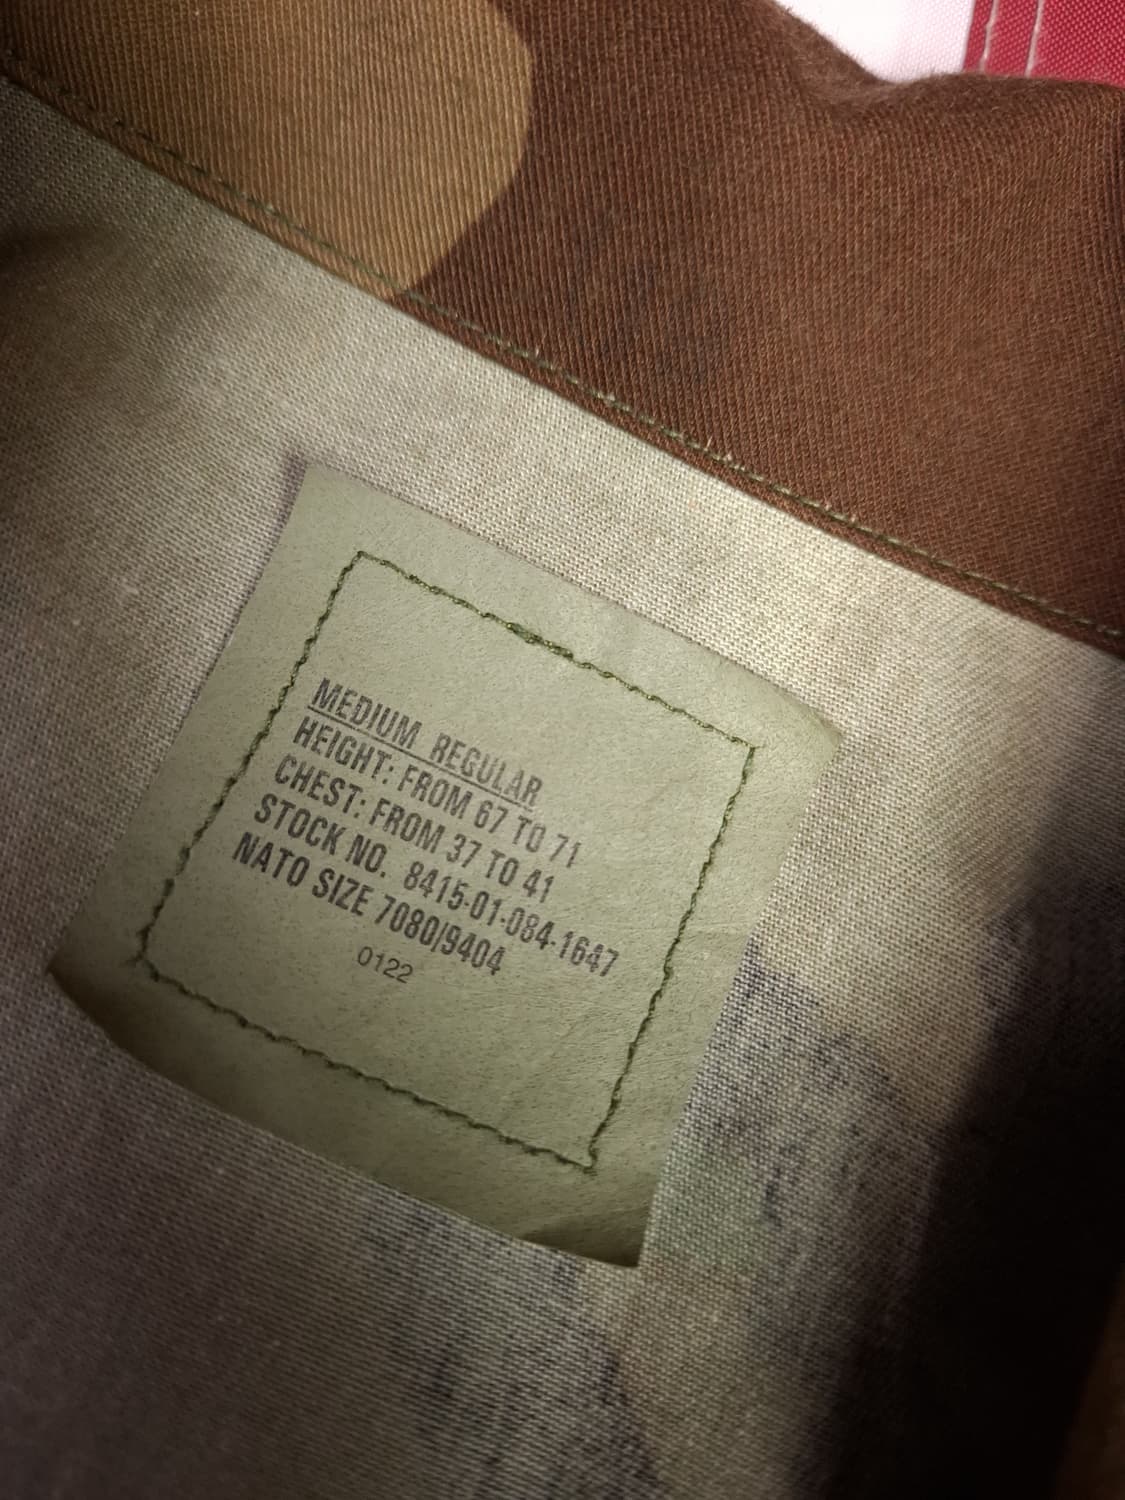 MEDIUM REGULAR
HEIGHT: FROM 67 TO 71
CHEST: FROM 37 TO 41
STOCK NO. 8415-01-084-1647
NATO SIZE 7080/9404
0122